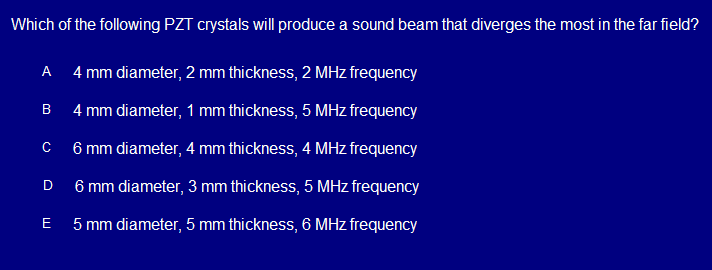 Which of the following PZT crystals will produce a sound beam that diverges the most in the far field?
A 4 mm diameter, 2 mm thickness, 2 MHz frequency
B 4 mm diameter, 1 mm thickness, 5 MHz frequency
C 6 mm diameter, 4 mm thickness, 4 MHz frequency
D 6 mm diameter, 3 mm thickness, 5 MHz frequency
E 5 mm diameter, 5 mm thickness, 6 MHz frequency